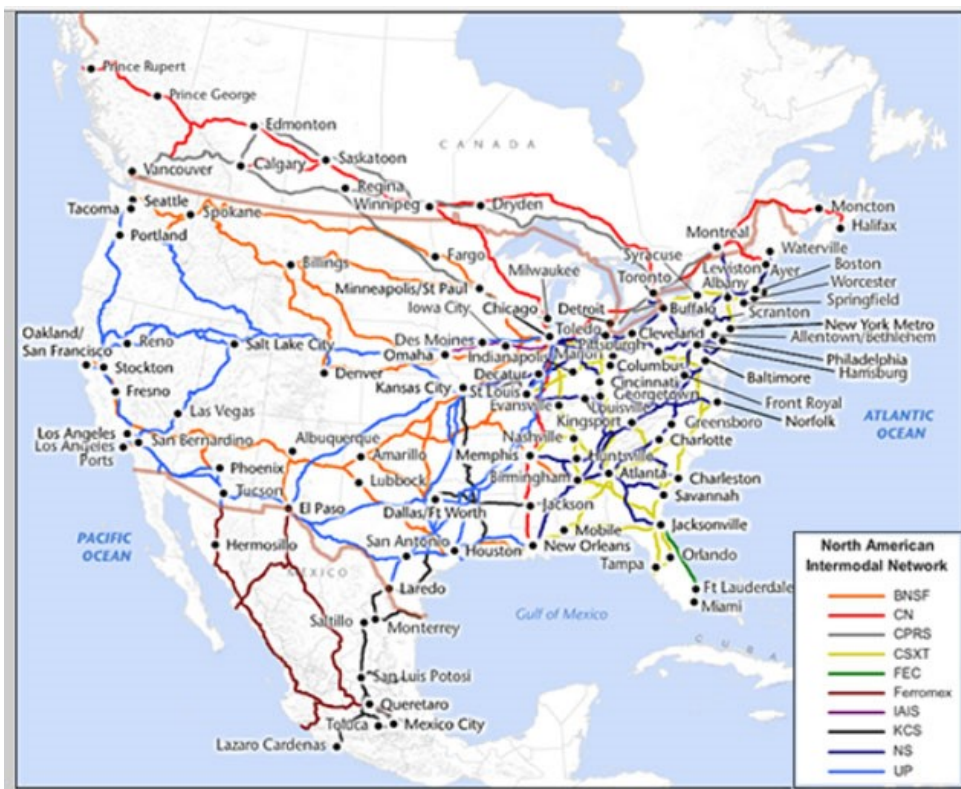 Prince Rupert
Prince George
Edmonton
CANADA
Saskatoon
Calgary
Vancouver
Regina
Winnipeg
Dryden
Seattle
Tacoma
Spokane
Portland
Moncton
Halifax
Montreal
Waterville
Syracuse
Lewiston
Ayer
Boston
Toronto
Albany
Worcester
Springfield
Fargo
Billings
Milwaukee
Minneapolis/St Paul
Iowa City
Chicago
Detroit
Buffalo
Scranton
Toledo
Cleveland
New York Metro
Allentown/Bethlehem
Oakland/
San Francisco
Reno
Salt Lake City
Des Moines
Omaha
Indianapolis
Marion
Pittsburgh
Philadelphia
Harrisburg
Stockton
Denver
Decatur
Columbus
Baltimore
Kansas City
St Louis
Cincinnati
Fresno
Evansville
Georgetown
Louisville
Front Royal
Norfolk
Las Vegas
Kingsport
Greensboro
ATLANTIC
OCEAN
Los Angeles
Los Angeles
Ports
San Bernardino
Albuquerque
Amarillo
Nashville
Charlotte
Memphis
Huntsville
Phoenix
Lubbock
Birmingham
Atlanta
Charleston
Tucson
Savannah
El Paso
Dallas/Ft Worth
Jackson
Jacksonville
PACIFIC
OCEAN
Hermosillo
San Antonio
Houston
Mobile
New Orleans
Orlando
Tampa
MEXICO
Laredo
Ft Lauderdale
Miami
Gulf of Mexico
Saltillo
Monterrey
CUBA
San Luis Potosi
Queretaro
Toluca
Mexico City
Lazaro Cardenas
North American
Intermodal Network
BNSF
CN
CPRS
CSXT
FEC
Ferromex
IAIS
KCS
NS
UP